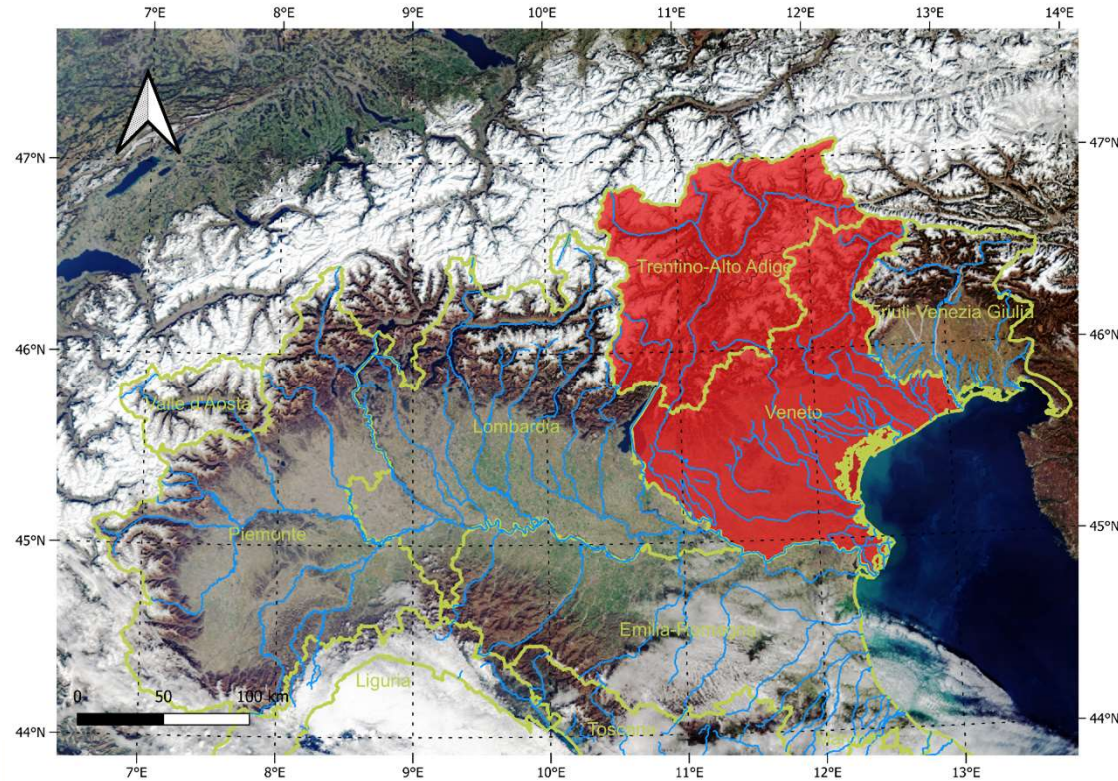 7°E 8°E 9°E 10°E 11°E 12°E 13°E 14°E
47°N 47°N
Trentino-Alto Adige
Friuli-Venezia Giulia
46°N 46°N
Valle d'Aosta
Veneto
Lombardia
45°N 45°N
Piemonte
Emilia-Romagna
Liguria
0 50 100 km
Toscana
44°N 44°N
7°E 8°E 9°E 10°E 11°E 12°E 13°E